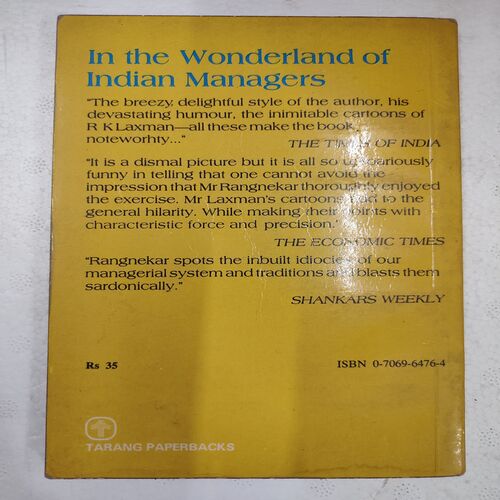 In the Wonderland of
Indian Managers
"The breezy, delightful style of the author, his
devastating humour, the inimitable cartoons of
R K Laxman—all these make the book,
noteworhty..."
THE TIMES OF INDIA
"It is a dismal picture but it is all so uproariously
funny in telling that one cannot avoid the
impression that Mr Rangnekar thoroughly enjoyed
the exercise. Mr Laxman's cartoons add to the
general hilarity. While making their points with
characteristic force and precision."
THE ECONOMIC TIMES
"Rangnekar spots the inbuilt idiocies of our
managerial system and traditions and blasts them
sardonically."
SHANKARS WEEKLY
Rs 35
ISBN 0-7069-6476-4
TARANG PAPERBACKS